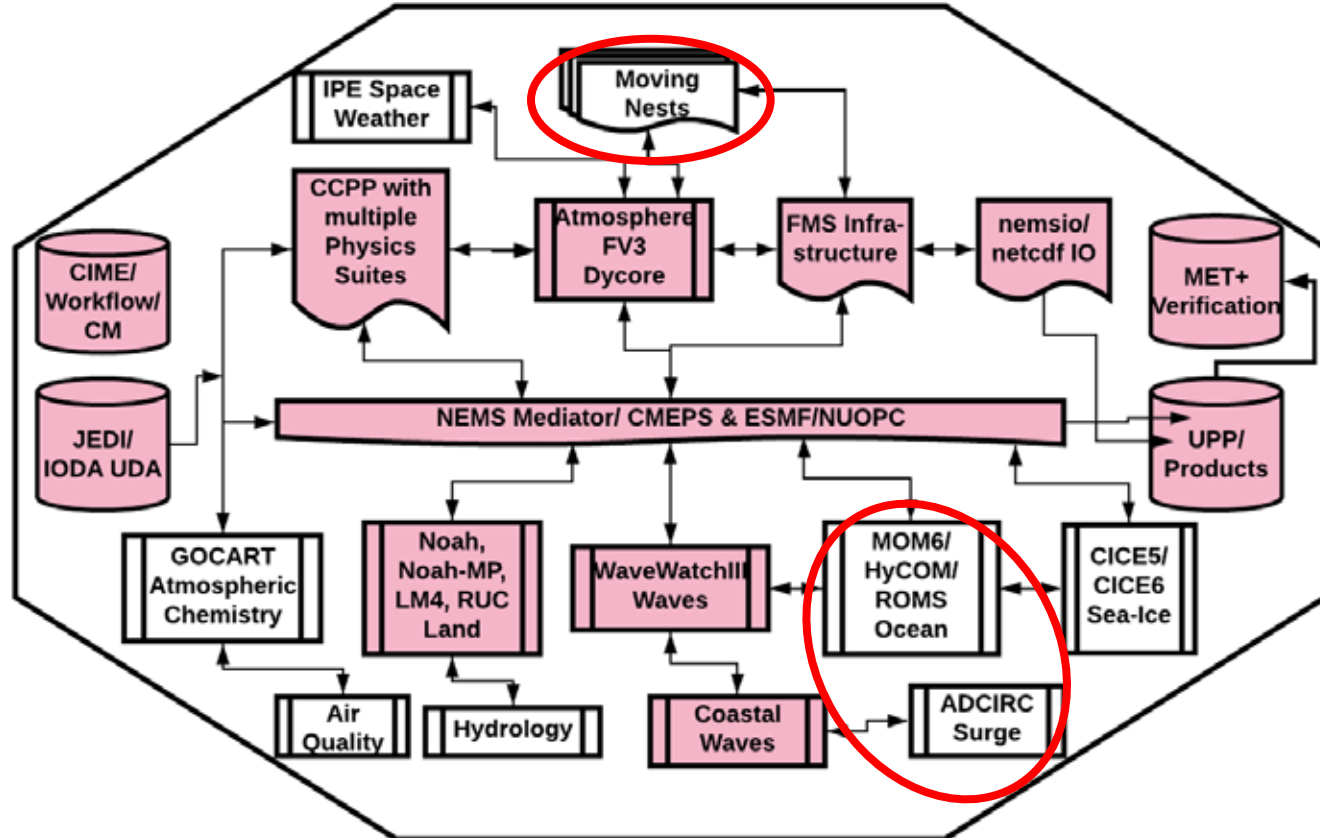 Moving
Nests
IPE Space
Weather
CCPP with
multiple
Physics
Suites
Atmosphere
FV3
Dycore
FMS Infra-
structure
nemsio/
netcdf IO
CIME/
Workflow/
CM
MET+
Verification
JEDI/
IODA UDA
NEMS Mediator/ CMEPS & ESMF/NUOPC
UPP/
Products
GOCART
Atmospheric
Chemistry
Noah,
Noah-MP,
LM4, RUC
Land
WaveWatchIII
Waves
MOM6/
HyCOM/
ROMS
Ocean
CICE5/
CICE6
Sea-Ice
Air
Quality
Hydrology
Coastal
Waves
ADCIRC
Surge